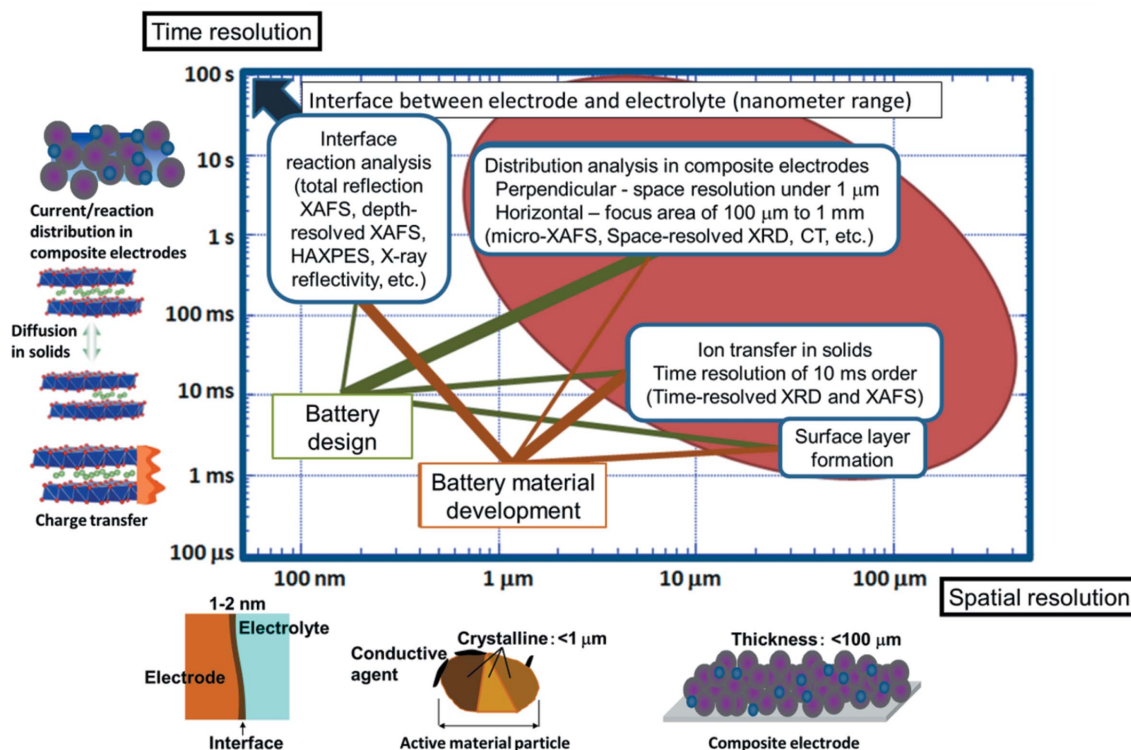 Time resolution
100 s
10 s
1 s
100 ms
10 ms
1 ms
100 µs
Interface between electrode and electrolyte (nanometer range)
Interface
reaction analysis
(total reflection
XAFS, depth-
resolved XAFS,
HAXPES, X-ray
reflectivity, etc.)
Distribution analysis in composite electrodes
Perpendicular - space resolution under 1 µm
Horizontal – focus area of 100 µm to 1 mm
(micro-XAFS, Space-resolved XRD, CT, etc.)
Ion transfer in solids
Time resolution of 10 ms order
(Time-resolved XRD and XAFS)
Surface layer
formation
Battery
design
Battery material
development
Current/reaction
distribution in
composite electrodes
Diffusion
in solids
Charge transfer
100 nm
1 µm
10 µm
100 µm
Spatial resolution
1-2 nm
Electrolyte
Electrode
Interface
Crystalline: <1 µm
Conductive
agent
Active material particle
Thickness: <100 µm
Composite electrode